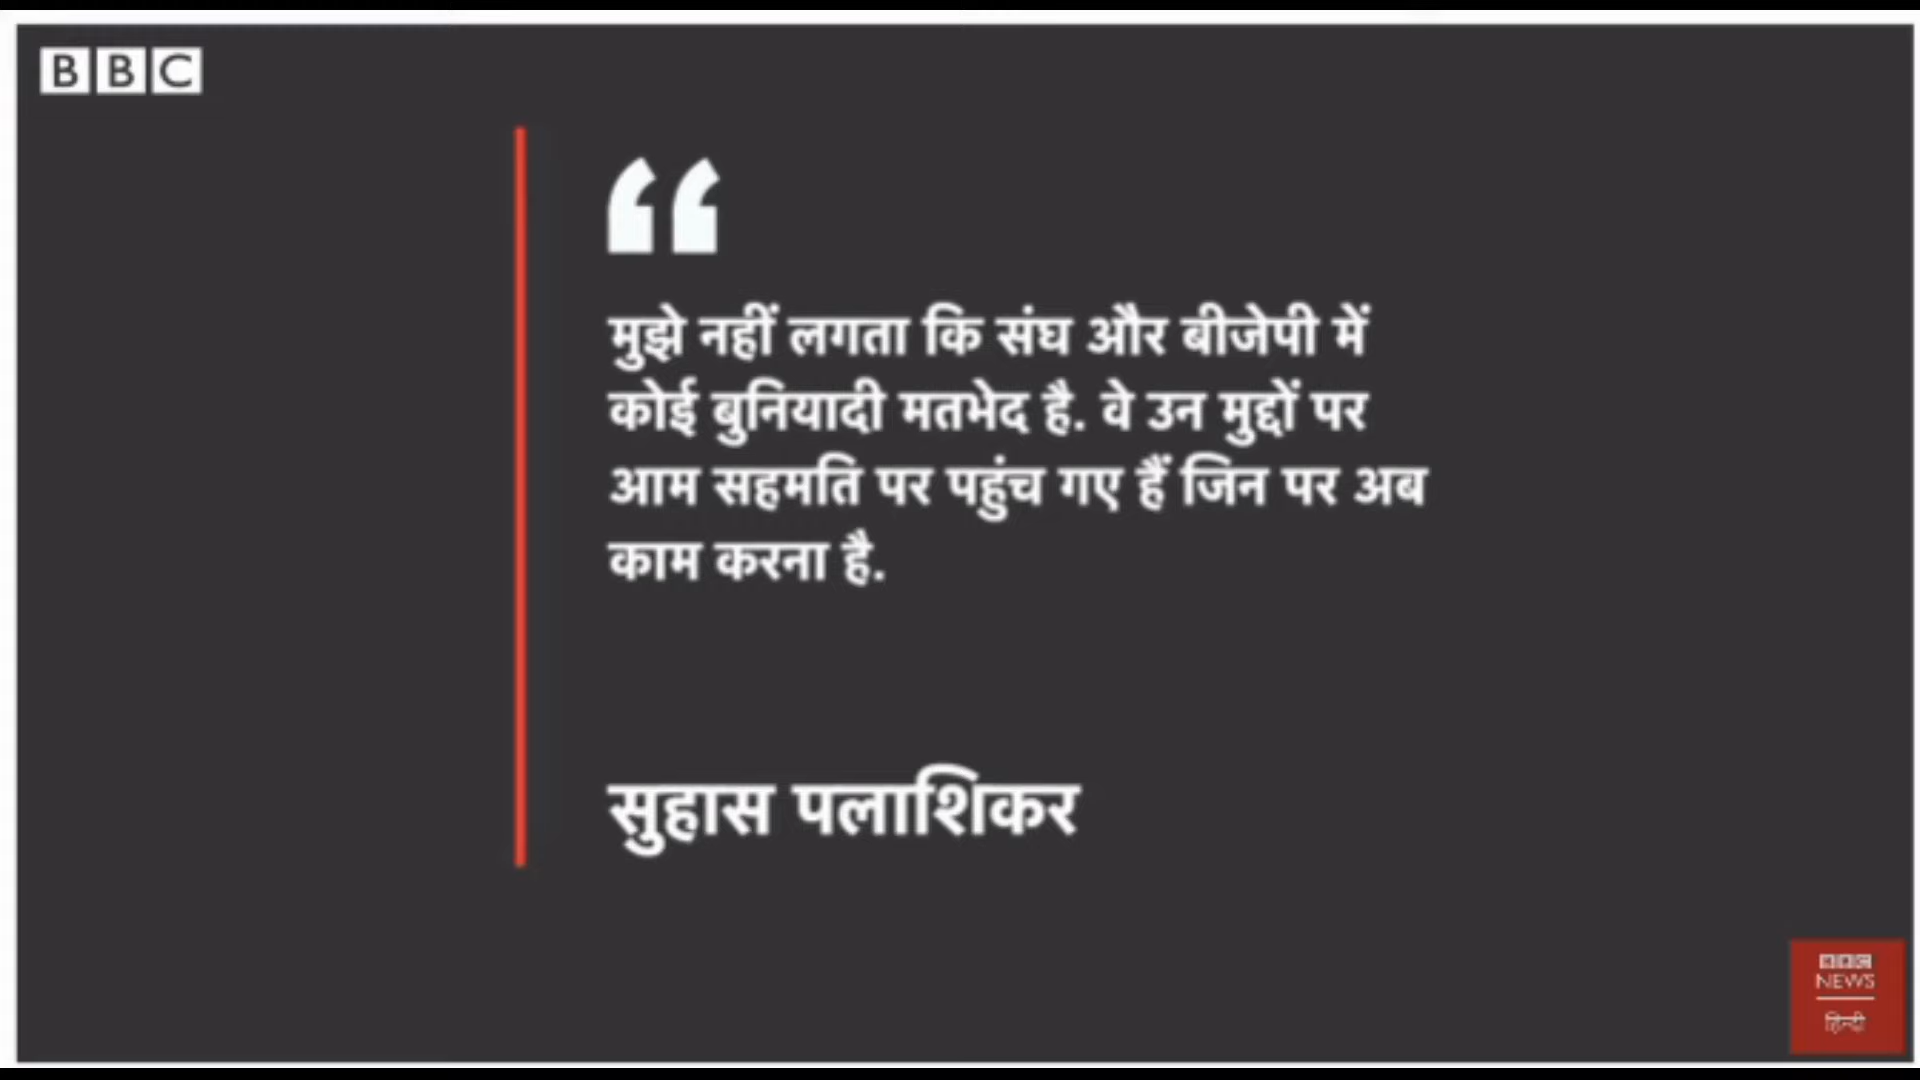 BBC
“
मुझे नहीं लगता कि संघ और बीजेपी में
कोई बुनियादी मतभेद है. वे उन मुद्दों पर
आम सहमति पर पहुंच गए हैं जिन पर अब
काम करना है.
सुहास पलाशिकर
BBC
NEWS
हिन्दी